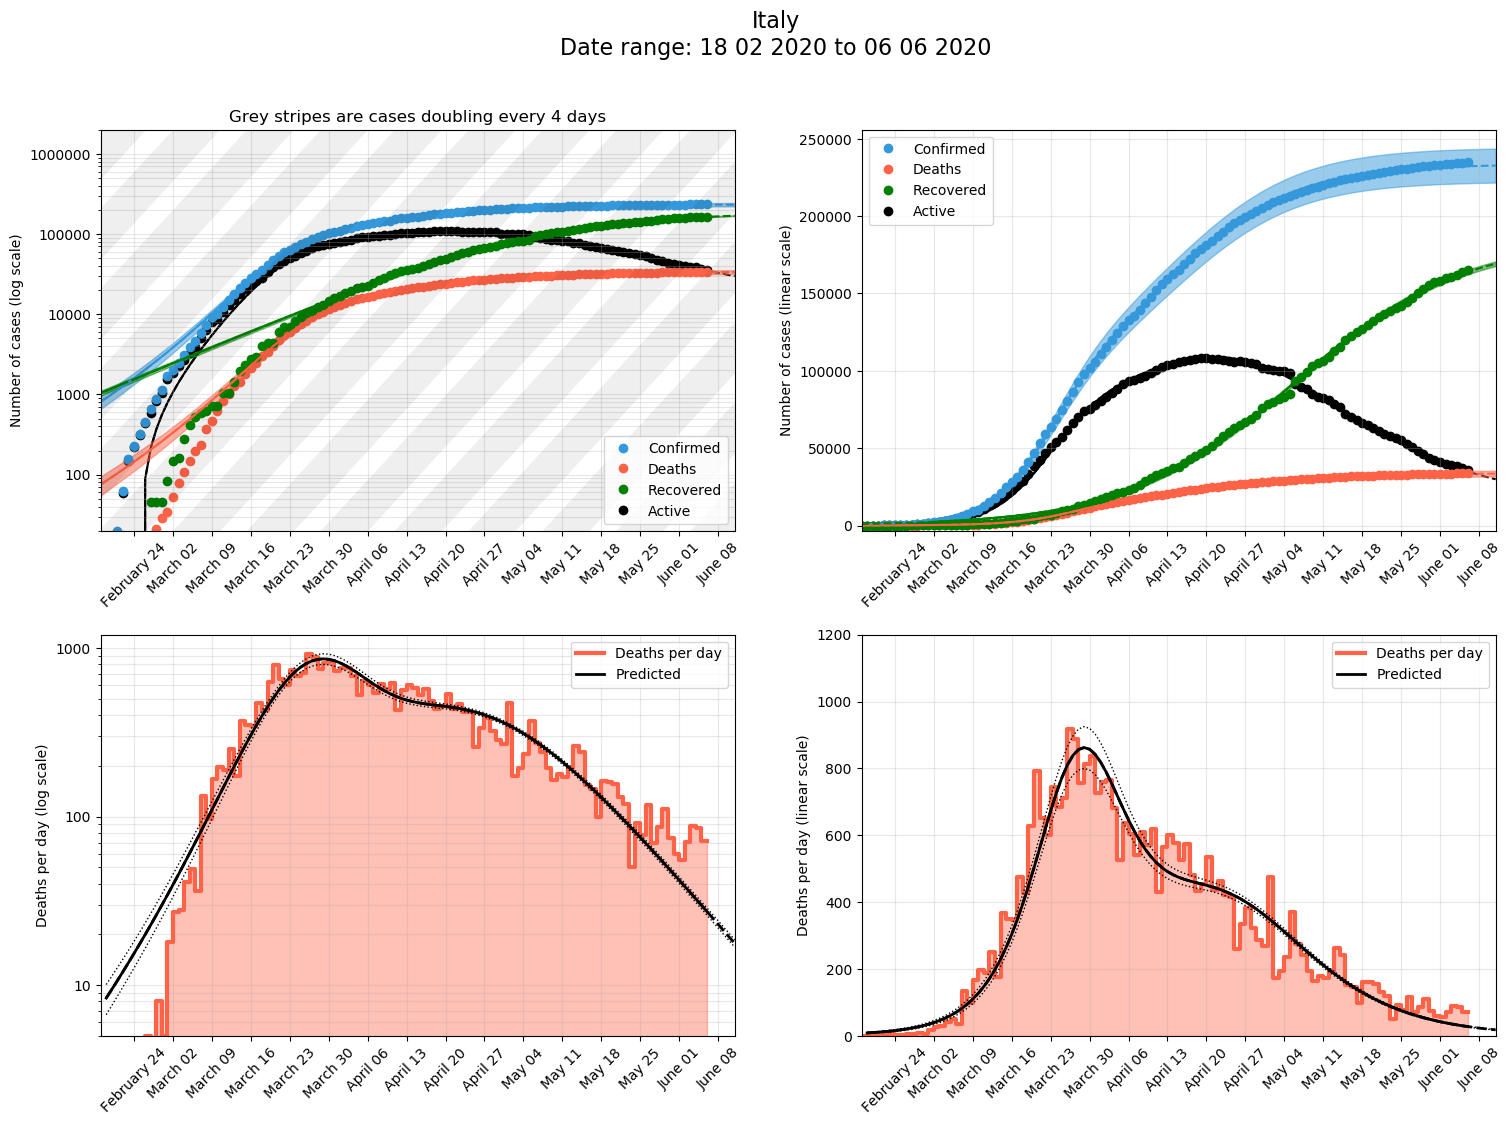 Italy
Date range: 18 02 2020 to 06 06 2020
Grey stripes are cases doubling every 4 days
Number of cases (log scale)
1000000
100000
10000
1000
100
Confirmed
Deaths
Recovered
Active
February 24
March 02
March 09
March 16
March 23
March 30
April 06
April 13
April 20
April 27
May 04
May 11
May 18
May 25
June 01
June 08
Number of cases (linear scale)
250000
200000
150000
100000
50000
0
Confirmed
Deaths
Recovered
Active
February 24
March 02
March 09
March 16
March 23
March 30
April 06
April 13
April 20
April 27
May 04
May 11
May 18
May 25
June 01
June 08
Deaths per day (log scale)
1000
100
10
Deaths per day
Predicted
February 24
March 02
March 09
March 16
March 23
March 30
April 06
April 13
April 20
April 27
May 04
May 11
May 18
May 25
June 01
June 08
Deaths per day (linear scale)
1200
1000
800
600
400
200
0
Deaths per day
Predicted
February 24
March 02
March 09
March 16
March 23
March 30
April 06
April 13
April 20
April 27
May 04
May 11
May 18
May 25
June 01
June 08